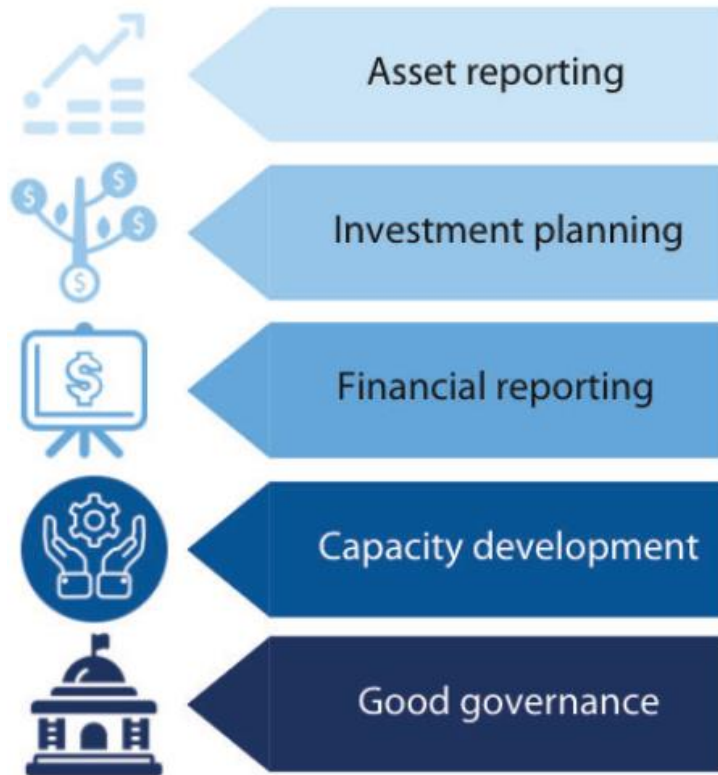 Asset reporting
Investment planning
Financial reporting
Capacity development
Good governance